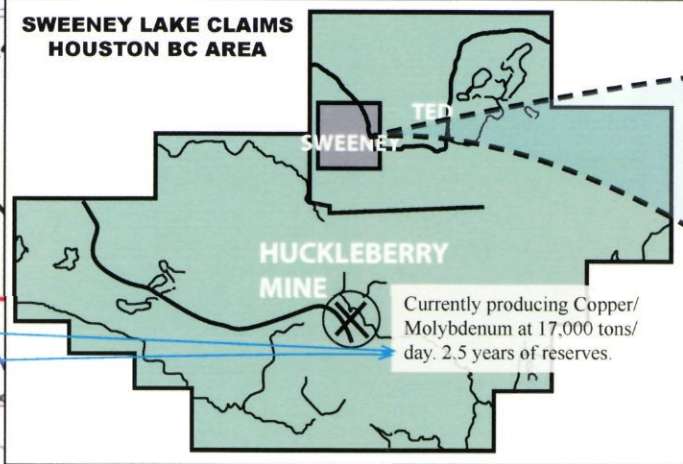 SWEENEY LAKE CLAIMS
HOUSTON BC AREA
TED
SWEENEY
HUCKLEBERRY
MINE
Currently producing Copper/
Molybdenum at 17,000 tons/
day. 2.5 years of reserves.